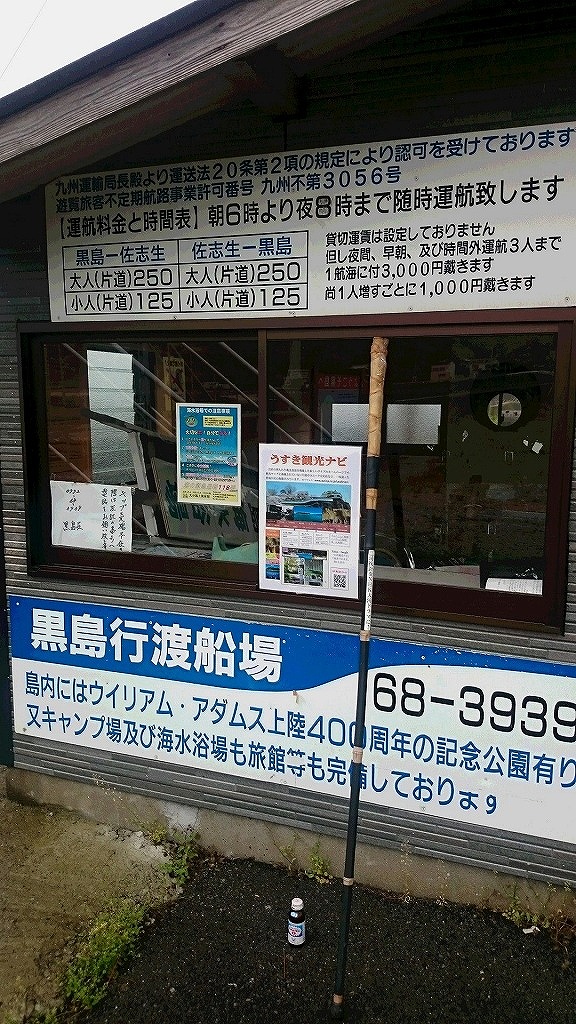 九州運輸局長殿より運送法20条第2項の規定により認可を受けております
遊覧旅客不定期航路事業許可番号 九州不第3056号
【運航料金と時間表】朝6時より夜8時まで随時運航致します
黒島ー佐志生 佐志生ー黒島
大人(片道)250 大人(片道)250
小人(片道)125 小人(片道)125
貸切運賃は設定しておりません
但し夜間、早朝、及び時間外運航3人まで
1航海に付3,000円戴きます
尚1人増すごとに1,000円戴きます
うすき観光ナビ
118
黒島行渡船場
68-3939
島内にはウイリアム・アダムス上陸400周年の記念公園有り
又キャンプ場及び海水浴場も旅館等も完備しております